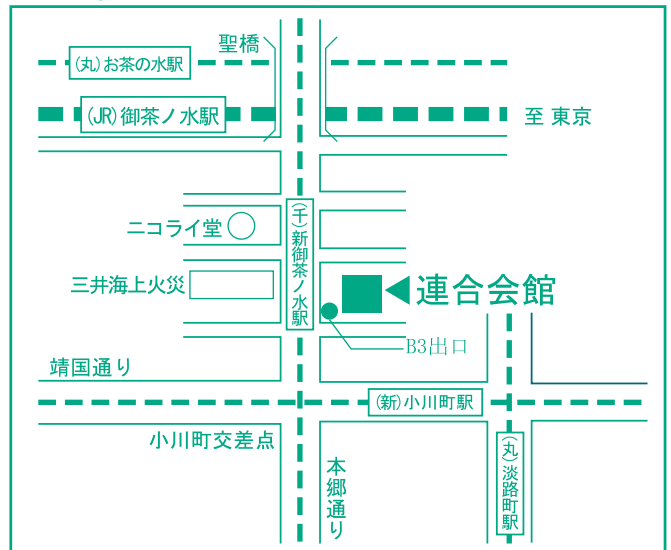 聖橋
(丸)お茶の水駅
(JR)御茶ノ水駅
至 東京
(千)新御茶ノ水駅
ニコライ堂
三井海上火災
連合会館
B3出口
靖国通り
(新)小川町駅
小川町交差点
本郷通り
(丸)淡路町駅